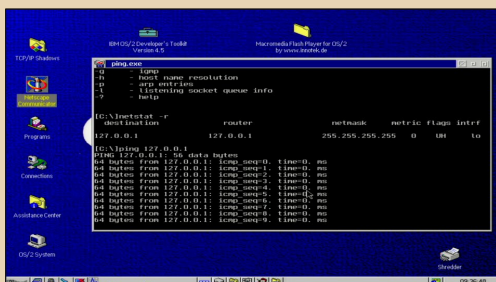 IBM OS/2 Developer's Toolkit
Version 4.5
Macromedia Flash Player for OS/2
by www.innotek.de
TCP/IP Shadows
Netscape
Communicator
Programs
Connections
Assistance Center
OS/2 System
Shredder
ping.exe
-g - igmp
-h - host name resolution
-p - arp entries
-l - listening socket queue info
-? - help
[C:\]netstat -r
destination router netmask metric flags intrf
127.0.0.1 127.0.0.1 255.255.255.255 0 UH lo
[C:\]ping 127.0.0.1
PING 127.0.0.1: 56 data bytes
64 bytes from 127.0.0.1: icmp_seq=0. time=0. ms
64 bytes from 127.0.0.1: icmp_seq=1. time=0. ms
64 bytes from 127.0.0.1: icmp_seq=2. time=0. ms
64 bytes from 127.0.0.1: icmp_seq=3. time=0. ms
64 bytes from 127.0.0.1: icmp_seq=4. time=0. ms
64 bytes from 127.0.0.1: icmp_seq=5. time=0. ms
64 bytes from 127.0.0.1: icmp_seq=6. time=0. ms
64 bytes from 127.0.0.1: icmp_seq=7. time=0. ms
64 bytes from 127.0.0.1: icmp_seq=8. time=0. ms
64 bytes from 127.0.0.1: icmp_seq=9. time=0. ms